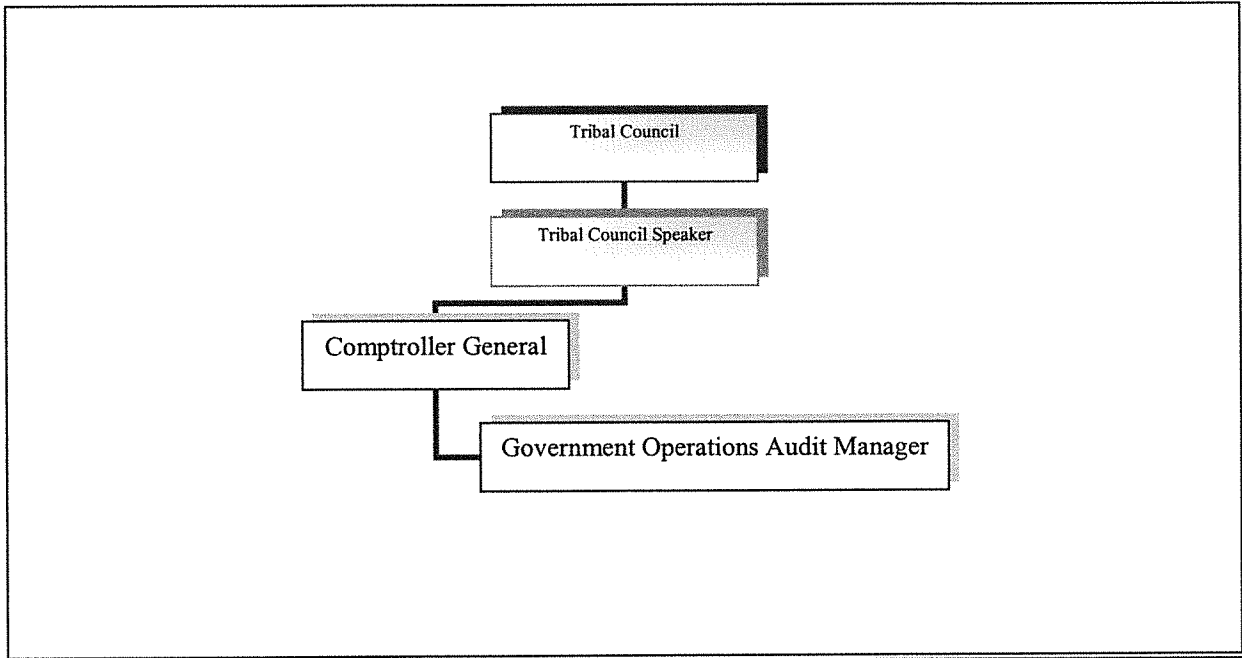 Tribal Council
Tribal Council Speaker
Comptroller General
Government Operations Audit Manager